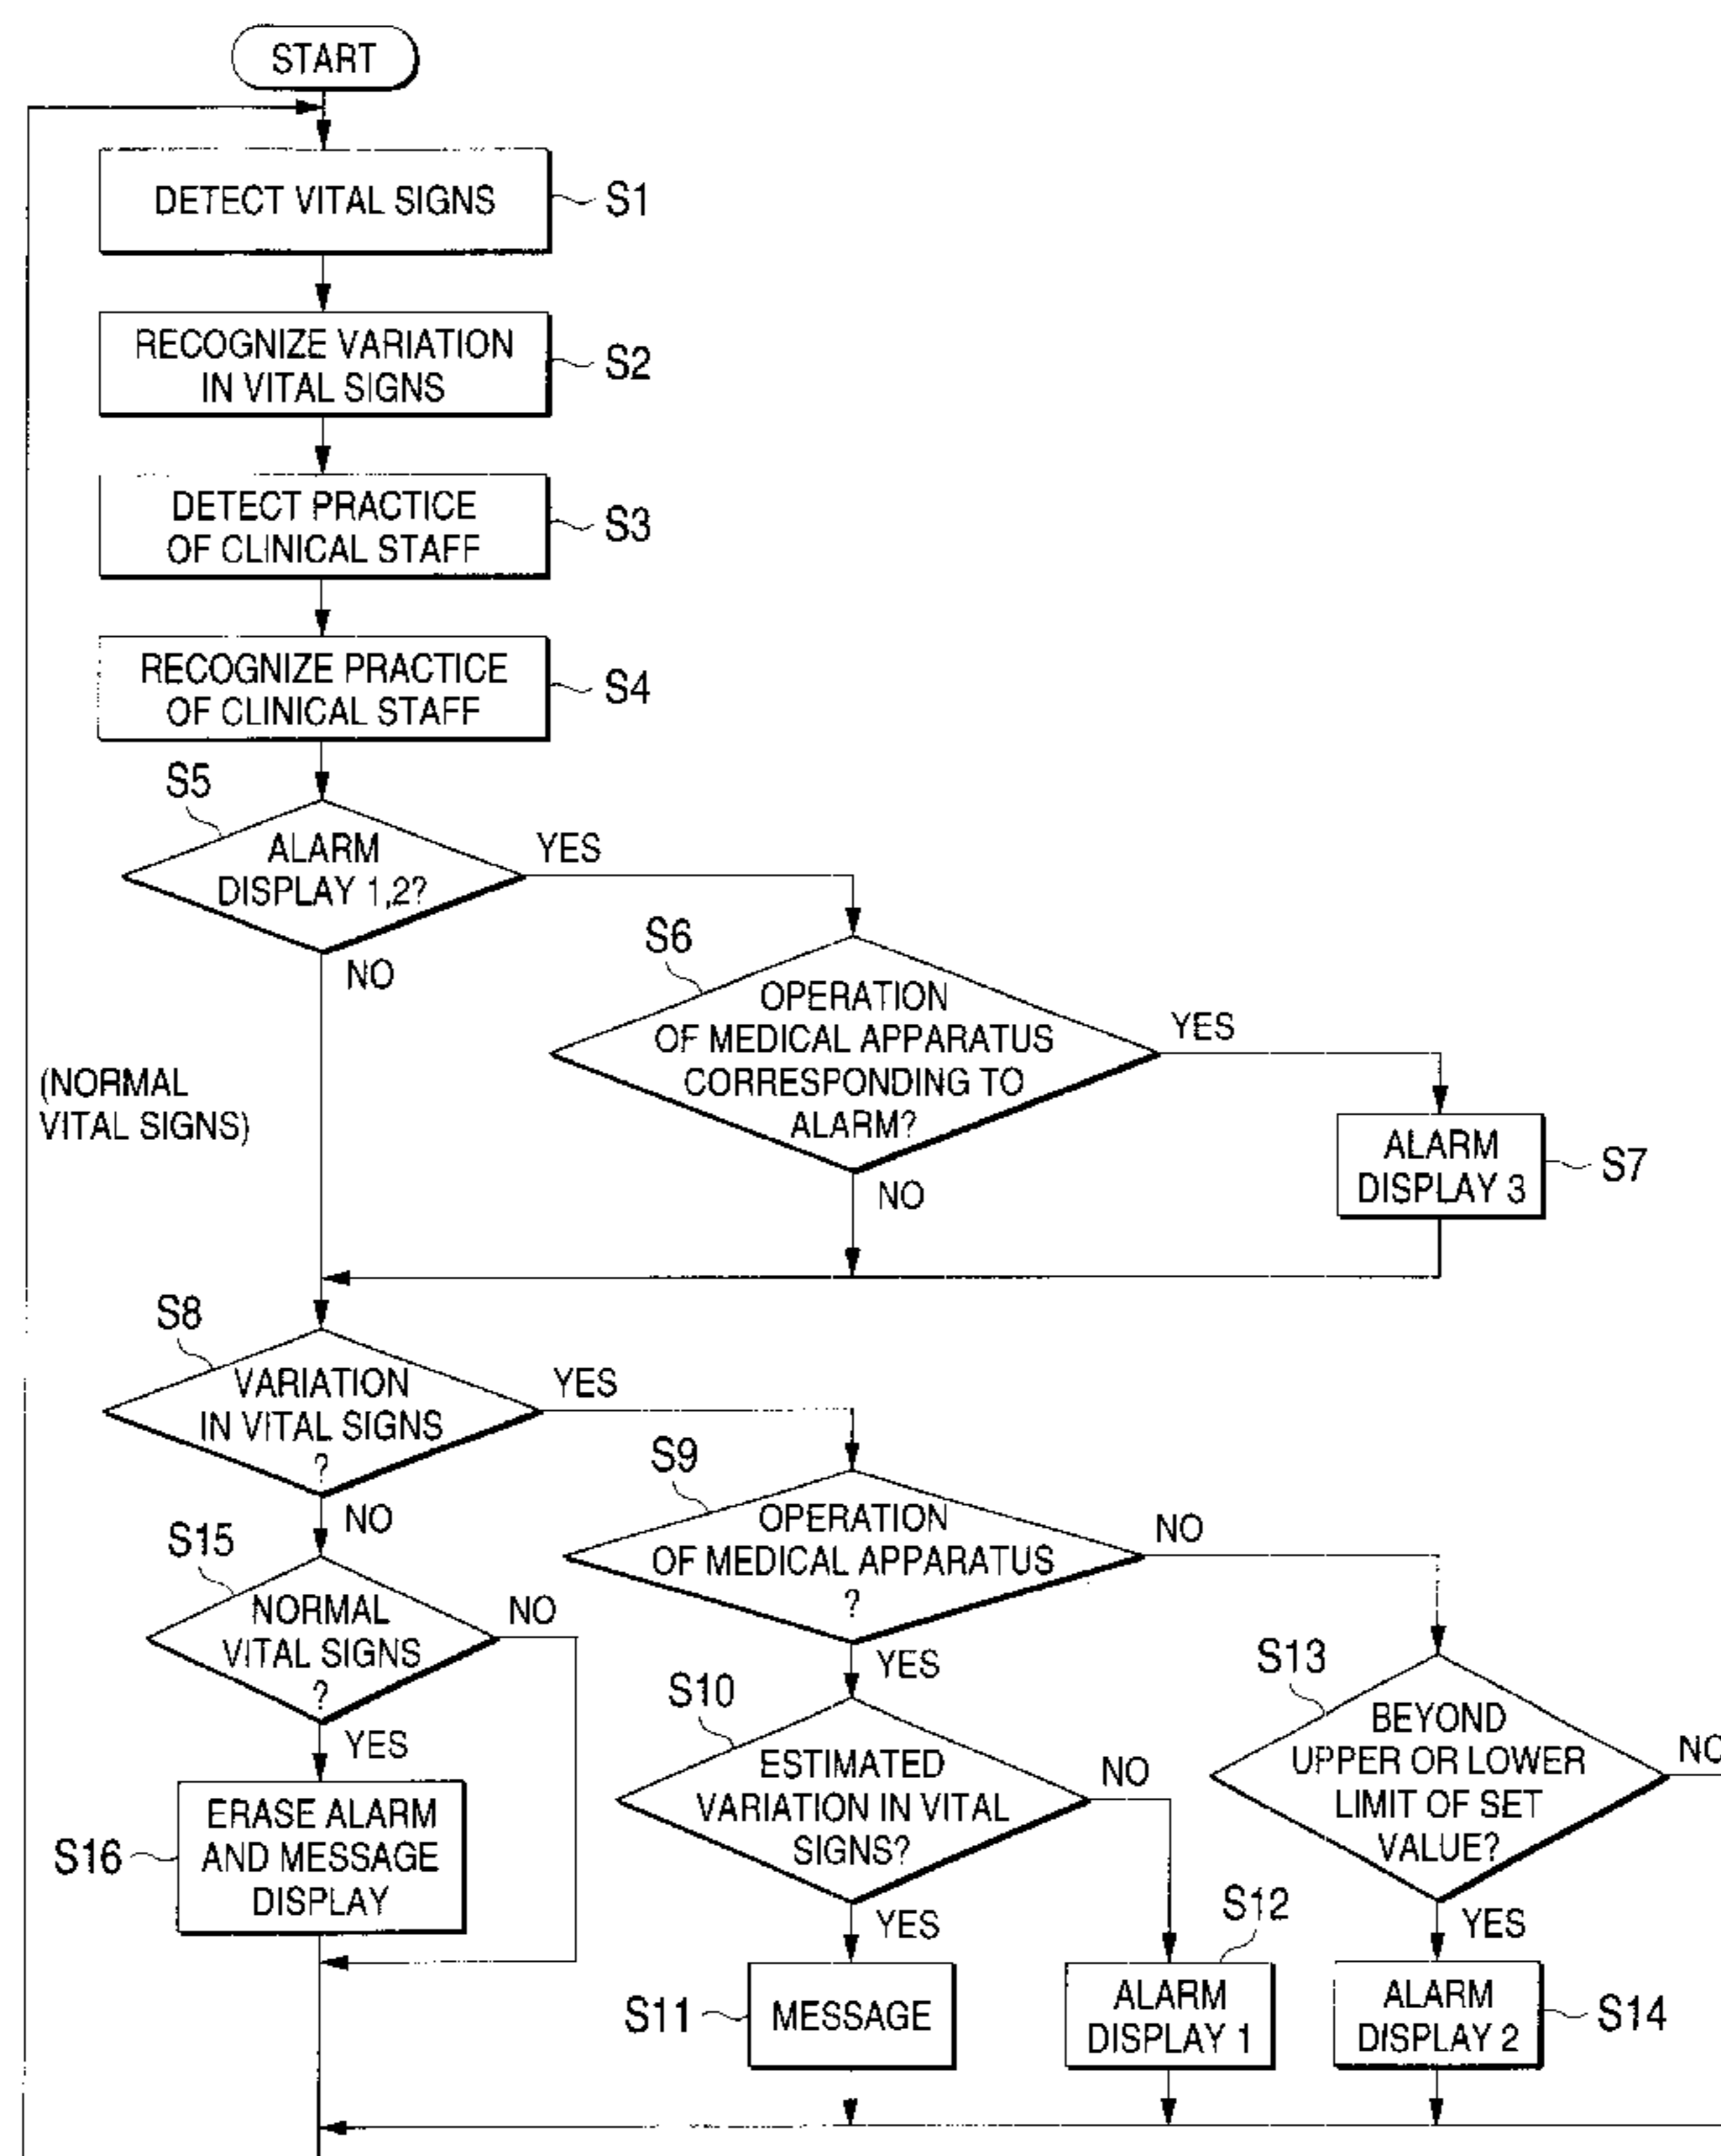 START
DETECT VITAL SIGNS
S1
RECOGNIZE VARIATION
IN VITAL SIGNS
S2
DETECT PRACTICE
OF CLINICAL STAFF
S3
RECOGNIZE PRACTICE
OF CLINICAL STAFF
S4
S5
ALARM
DISPLAY 1,2?
YES
NO
S6
OPERATION
OF MEDICAL APPARATUS
CORRESPONDING TO
ALARM?
YES
NO
(NORMAL
VITAL SIGNS)
ALARM
DISPLAY 3
S7
S8
VARIATION
IN VITAL SIGNS
?
YES
NO
S9
OPERATION
OF MEDICAL APPARATUS
?
NO
YES
S15
NORMAL
VITAL SIGNS
?
NO
YES
S10
ESTIMATED
VARIATION IN VITAL
SIGNS?
NO
YES
S13
BEYOND
UPPER OR LOWER
LIMIT OF SET
VALUE?
NO
YES
S16
ERASE ALARM
AND MESSAGE
DISPLAY
S11
MESSAGE
S12
ALARM
DISPLAY 1
ALARM
DISPLAY 2
S14